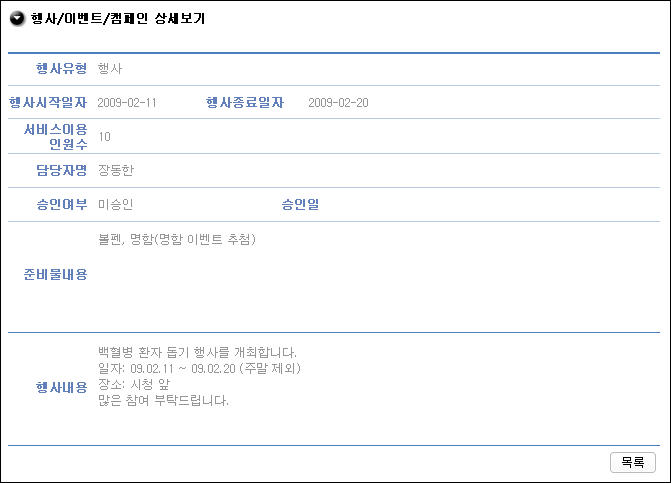 행사/이벤트/캠페인 상세보기
행사유형 행사
행사시작일자 2009-02-11 행사종료일자 2009-02-20
서비스이용
인원수 10
담당자명 장동한
승인여부 미승인 승인일
볼펜, 명함(명함 이벤트 추첨)
준비물내용
백혈병 환자 돕기 행사를 개최합니다.
일자: 09.02.11 ~ 09.02.20 (주말 제외)
장소: 시청 앞
행사내용
많은 참여 부탁드립니다.
목록